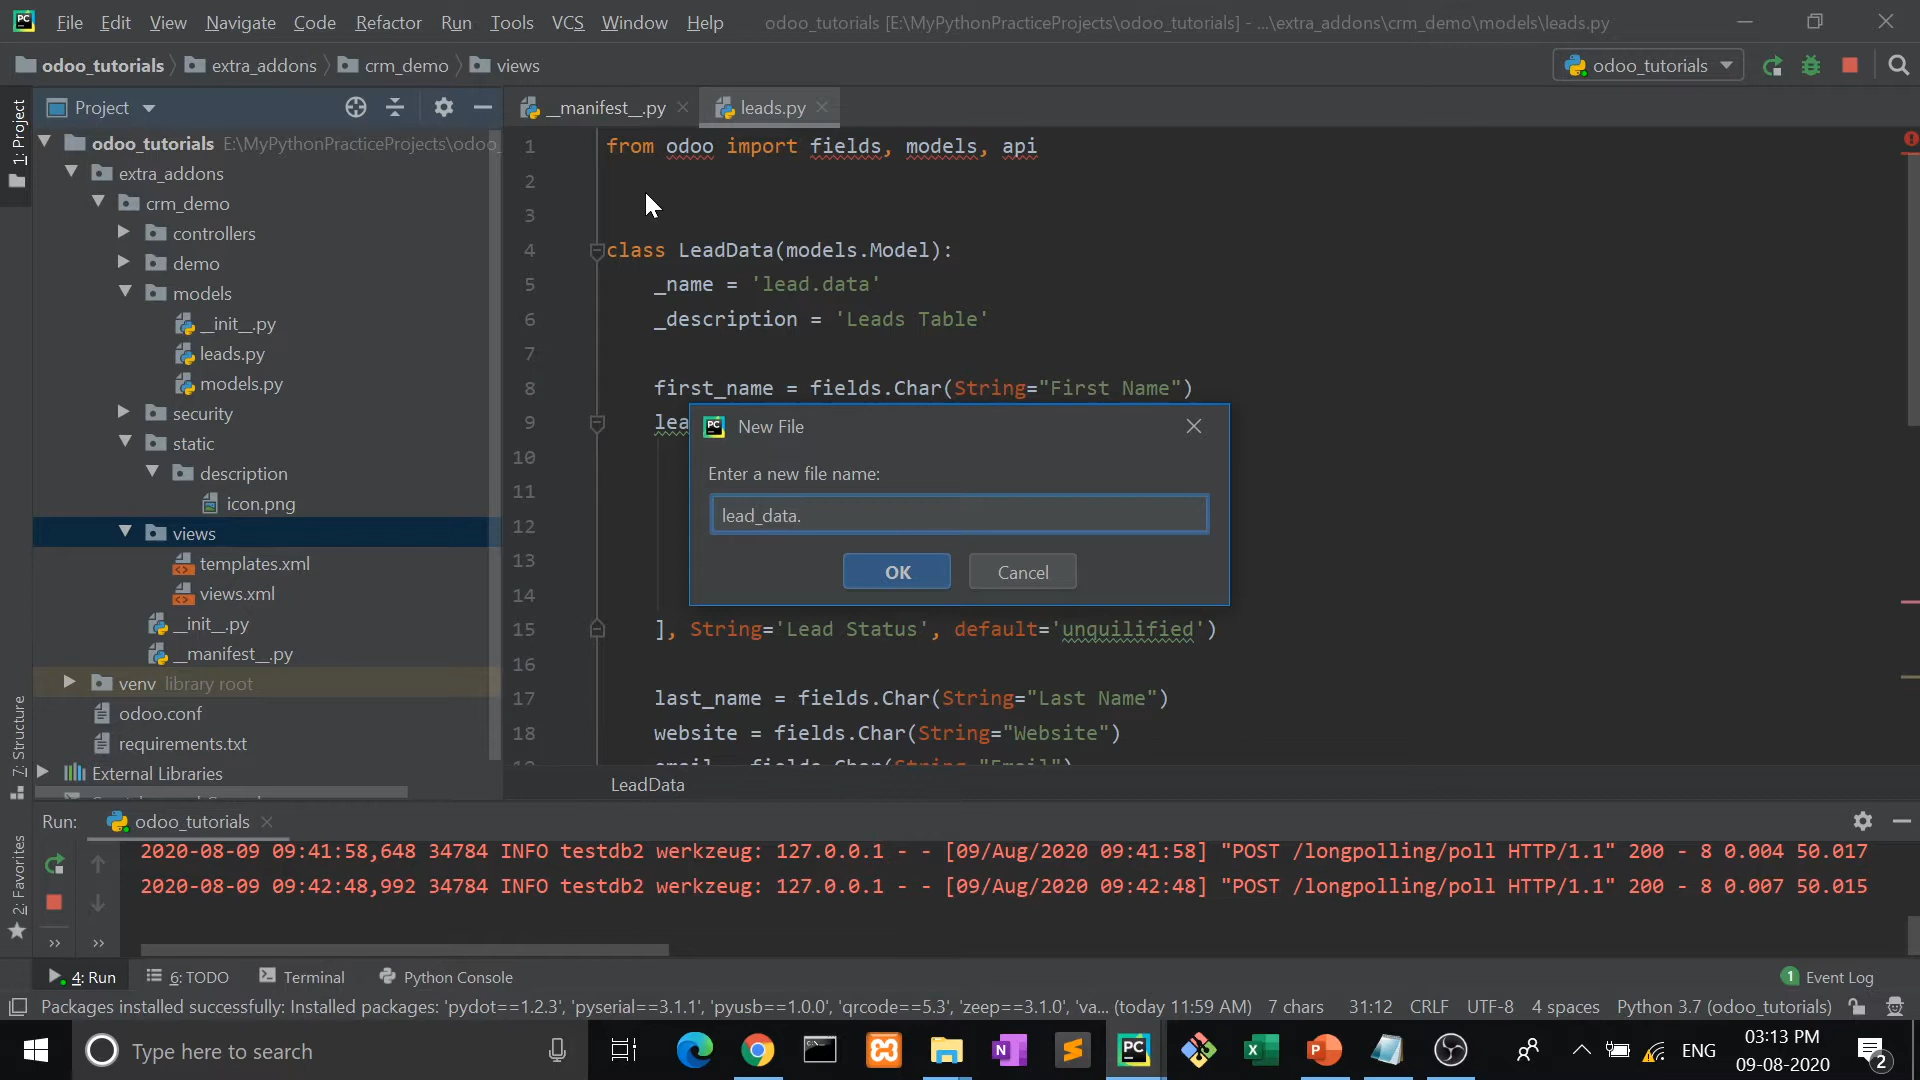 File Edit View Navigate Code Refactor Run Tools VCS Window Help odoo_tutorials [E:\MyPythonPracticeProjects\odoo_tutorials] - ...\extra_addons\crm_demo\models\leads.py
odoo_tutorials extra_addons crm_demo views odoo_tutorials
Project __manifest__.py leads.py
1: Project
7: Structure
2: Favorites
odoo_tutorials E:\MyPythonPracticeProjects\odoo_
extra_addons
crm_demo
controllers
demo
models
__init__.py
leads.py
models.py
security
static
description
icon.png
views
templates.xml
views.xml
__init__.py
__manifest__.py
venv library root
odoo.conf
requirements.txt
External Libraries
1 from odoo import fields, models, api
2
3
4 class LeadData(models.Model):
5 _name = 'lead.data'
6 _description = 'Leads Table'
7
8 first_name = fields.Char(String="First Name")
9 lea
10
11
12
13
14
15 ], String='Lead Status', default='unquilified')
16
17 last_name = fields.Char(String="Last Name")
18 website = fields.Char(String="Website")
email = fields.Char(String="Email")
LeadData
New File
Enter a new file name:
lead_data.
OK Cancel
Run: odoo_tutorials
2020-08-09 09:41:58,648 34784 INFO testdb2 werkzeug: 127.0.0.1 - - [09/Aug/2020 09:41:58] "POST /longpolling/poll HTTP/1.1" 200 - 8 0.004 50.017
2020-08-09 09:42:48,992 34784 INFO testdb2 werkzeug: 127.0.0.1 - - [09/Aug/2020 09:42:48] "POST /longpolling/poll HTTP/1.1" 200 - 8 0.007 50.015
4: Run 6: TODO Terminal Python Console 1 Event Log
Packages installed successfully: Installed packages: 'pydot==1.2.3', 'pyserial==3.1.1', 'pyusb==1.0.0', 'qrcode==5.3', 'zeep==3.1.0', 'va... (today 11:59 AM) 7 chars 31:12 CRLF UTF-8 4 spaces Python 3.7 (odoo_tutorials)
Type here to search ENG 03:13 PM
09-08-2020 2